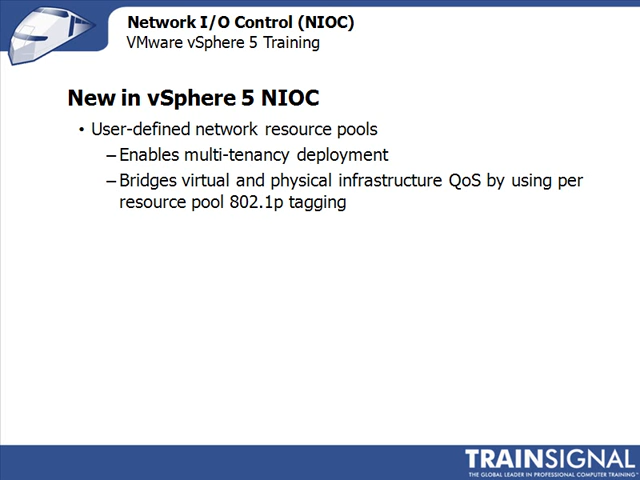 Network I/O Control (NIOC)
VMware vSphere 5 Training
New in vSphere 5 NIOC
• User-defined network resource pools
– Enables multi-tenancy deployment
– Bridges virtual and physical infrastructure QoS by using per
resource pool 802.1p tagging
TRAINSIGNAL
THE GLOBAL LEADER IN PROFESSIONAL COMPUTER TRAINING